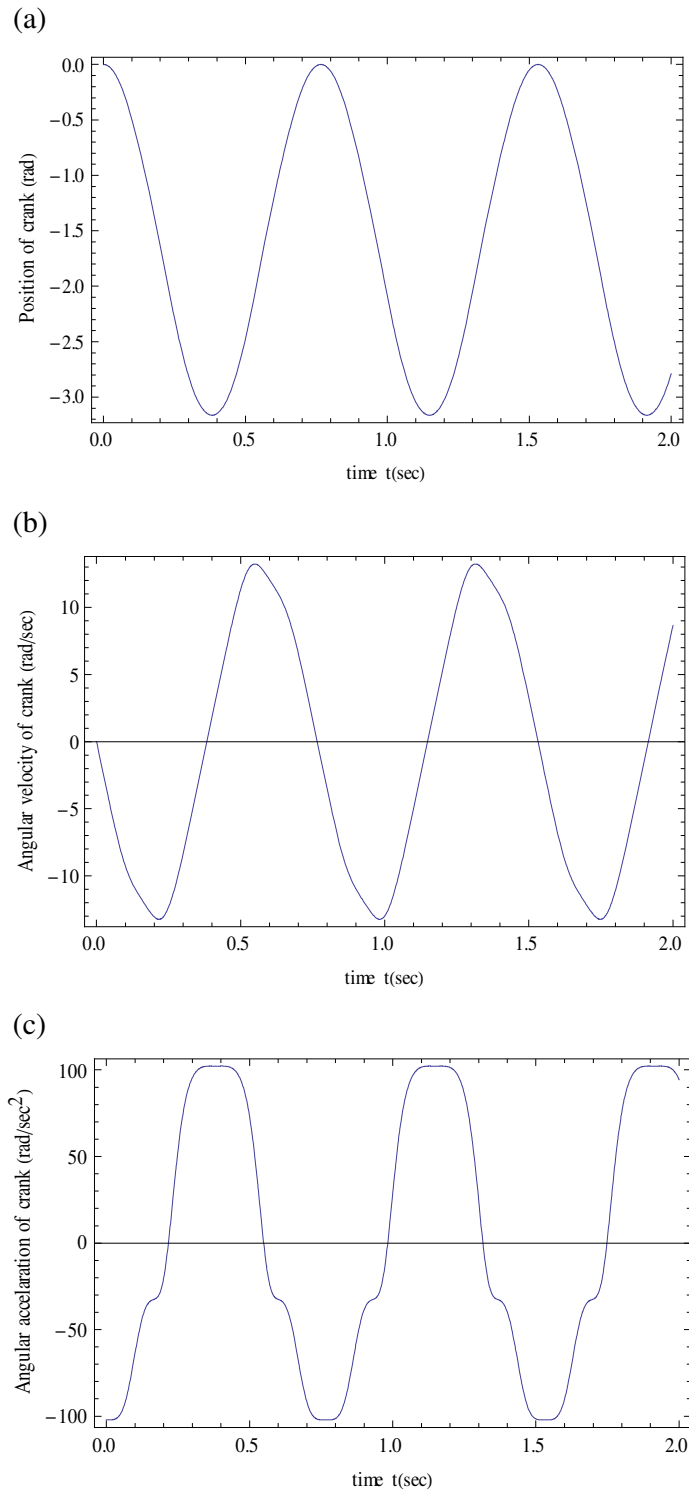 (a)
0.0
−0.5
−1.0
−1.5
−2.0
−2.5
−3.0
Position of crank (rad)
0.0 0.5 1.0 1.5 2.0
time t(sec)
(b)
10
5
0
−5
−10
Angular velocity of crank (rad/sec)
0.0 0.5 1.0 1.5 2.0
time t(sec)
(c)
100
50
0
−50
−100
Angular accelaration of crank (rad/sec²)
0.0 0.5 1.0 1.5 2.0
time t(sec)